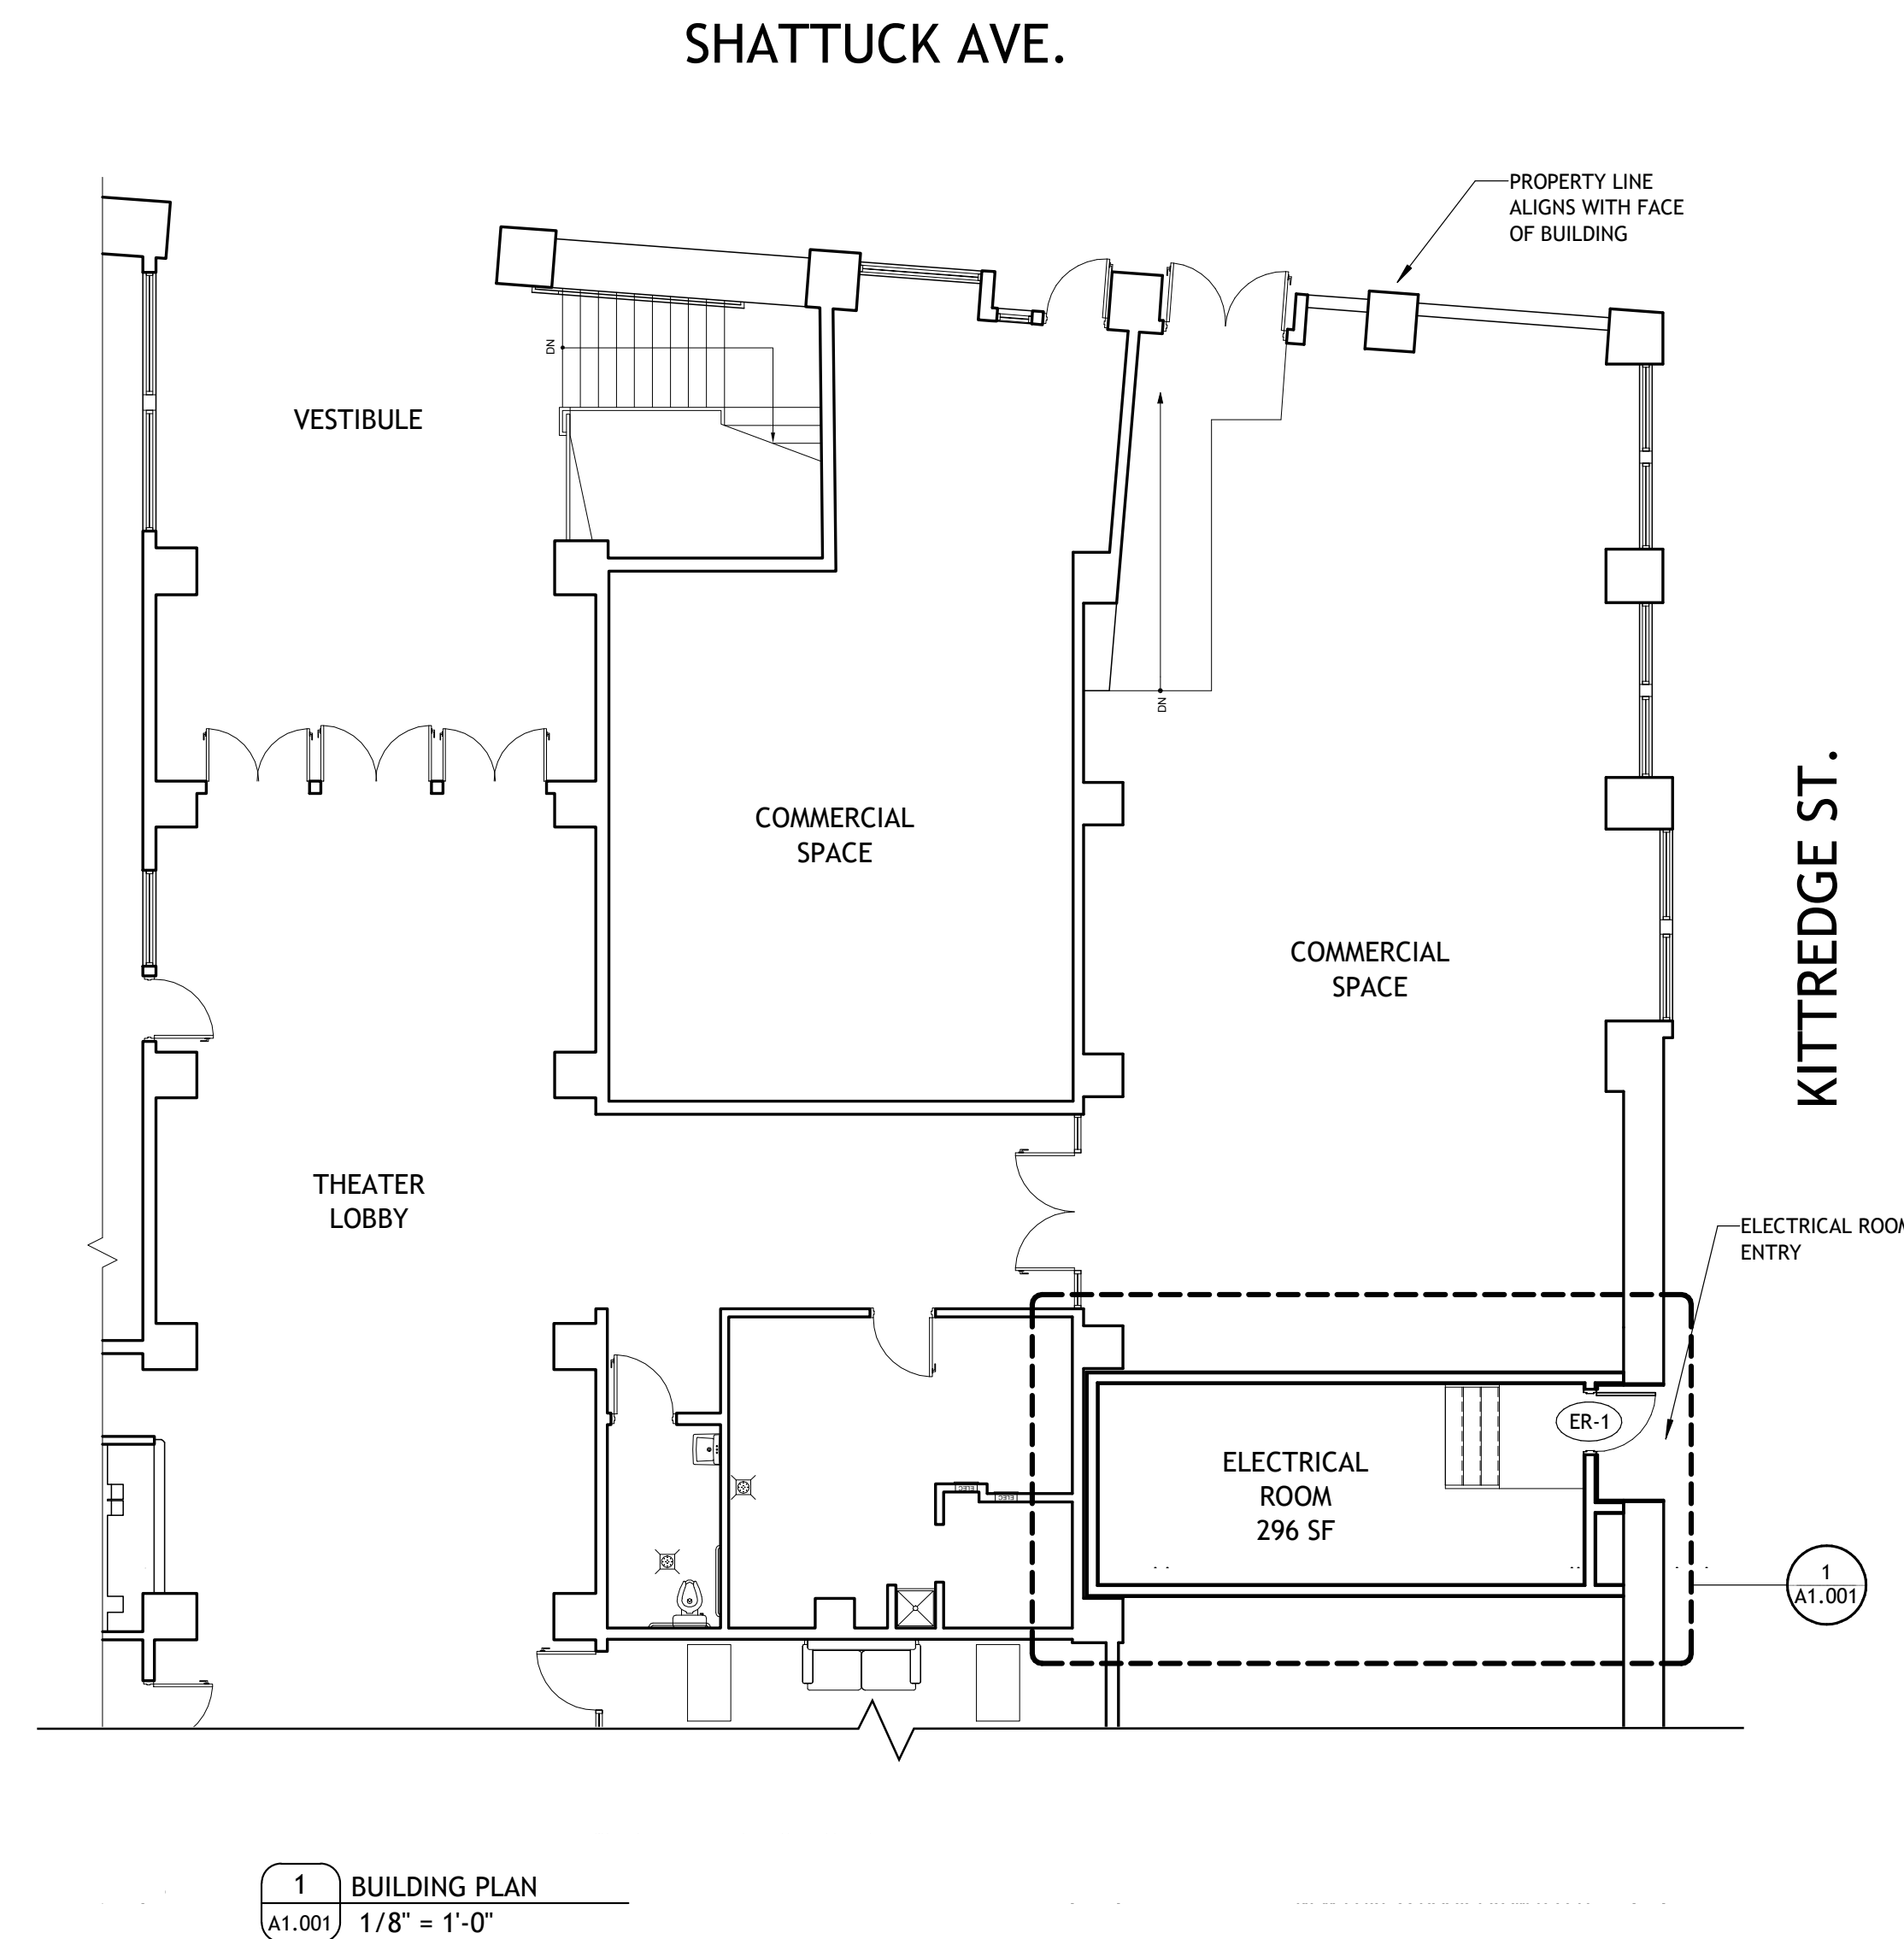 SHATTUCK AVE.
PROPERTY LINE
ALIGNS WITH FACE
OF BUILDING
DN
VESTIBULE
DN
COMMERCIAL
SPACE
COMMERCIAL
SPACE
KITTREDGE ST.
THEATER
LOBBY
ELECTRICAL ROOM
ENTRY
ER-1
ELECTRICAL
ROOM
296 SF
ELEC
ELEC
1
A1.001
1
BUILDING PLAN
A1.001
1/8" = 1'-0"